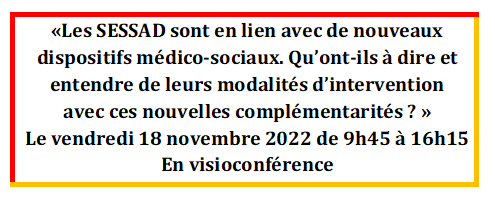 «Les SESSAD sont en lien avec de nouveaux
dispositifs médico-sociaux. Qu’ont-ils à dire et
entendre de leurs modalités d’intervention
avec ces nouvelles complémentarités ? »
Le vendredi 18 novembre 2022 de 9h45 à 16h15
En visioconférence